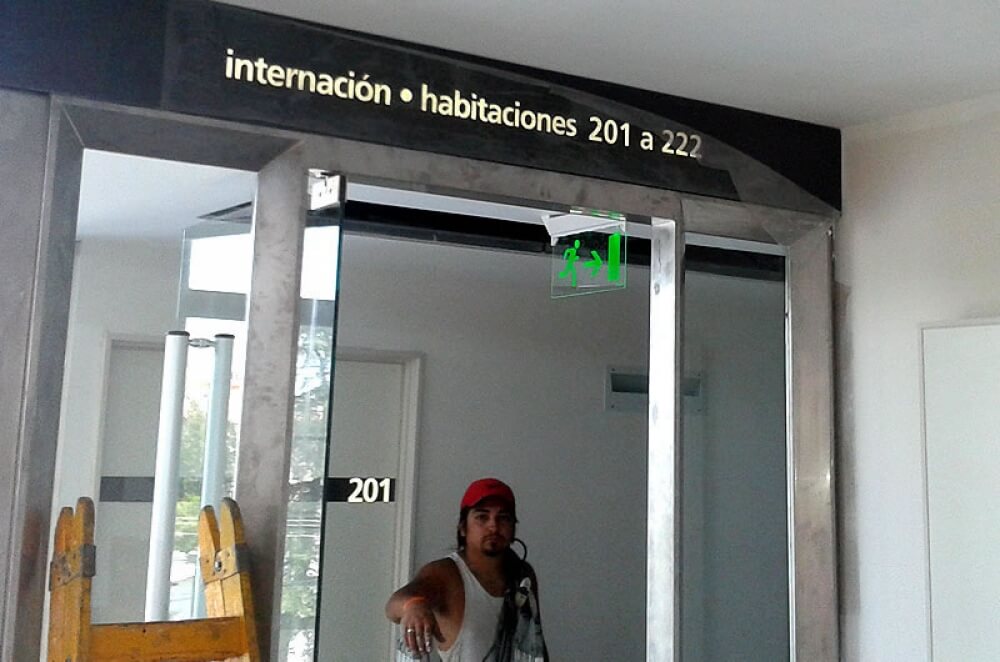 internación • habitaciones 201 a 222
201